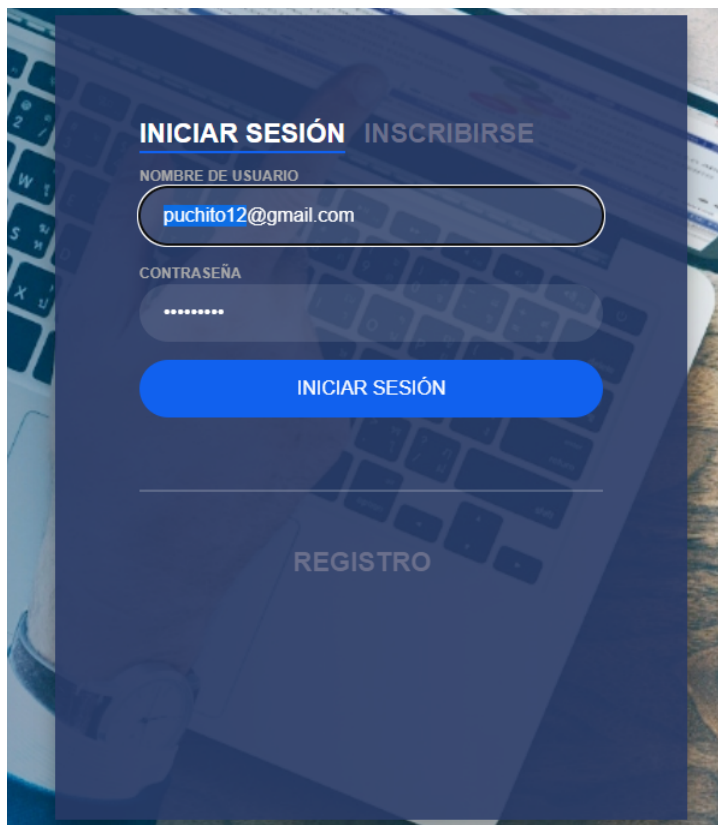 INICIAR SESIÓN INSCRIBIRSE
NOMBRE DE USUARIO
puchito12@gmail.com
CONTRASEÑA
•••••••••
INICIAR SESIÓN
REGISTRO